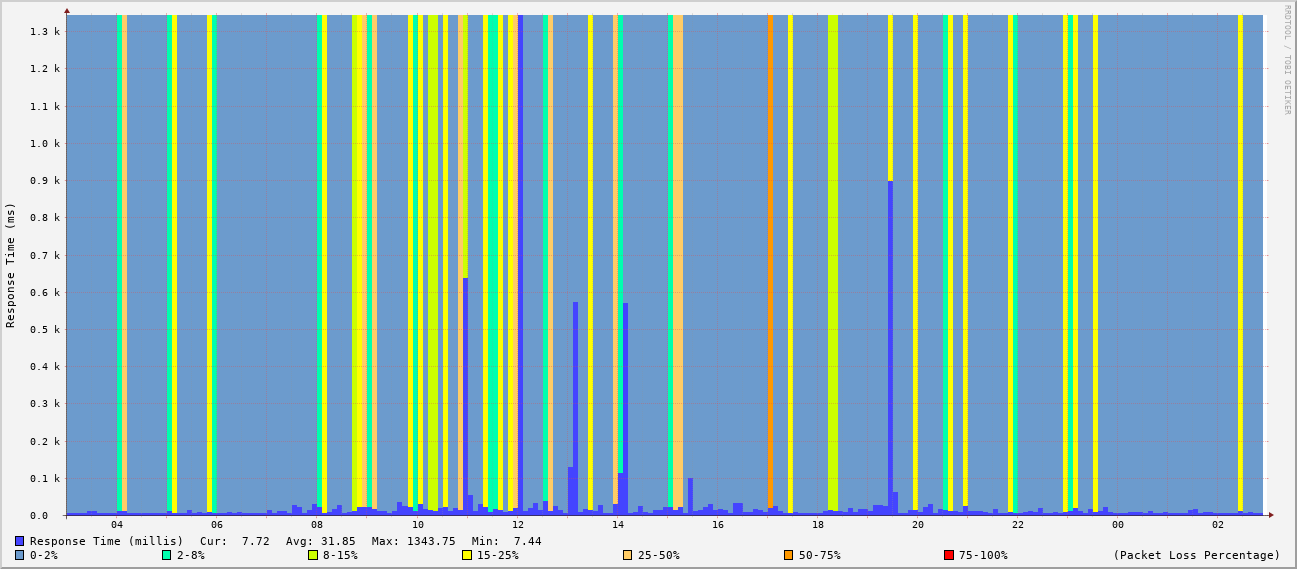 RRDTOOL / TOBI OETIKER
Response Time (ms)
1.3 k
1.2 k
1.1 k
1.0 k
0.9 k
0.8 k
0.7 k
0.6 k
0.5 k
0.4 k
0.3 k
0.2 k
0.1 k
0.0
04 06 08 10 12 14 16 18 20 22 00 02
Response Time (millis) Cur: 7.72 Avg: 31.85 Max: 1343.75 Min: 7.44
0-2% 2-8% 8-15% 15-25% 25-50% 50-75% 75-100% (Packet Loss Percentage)